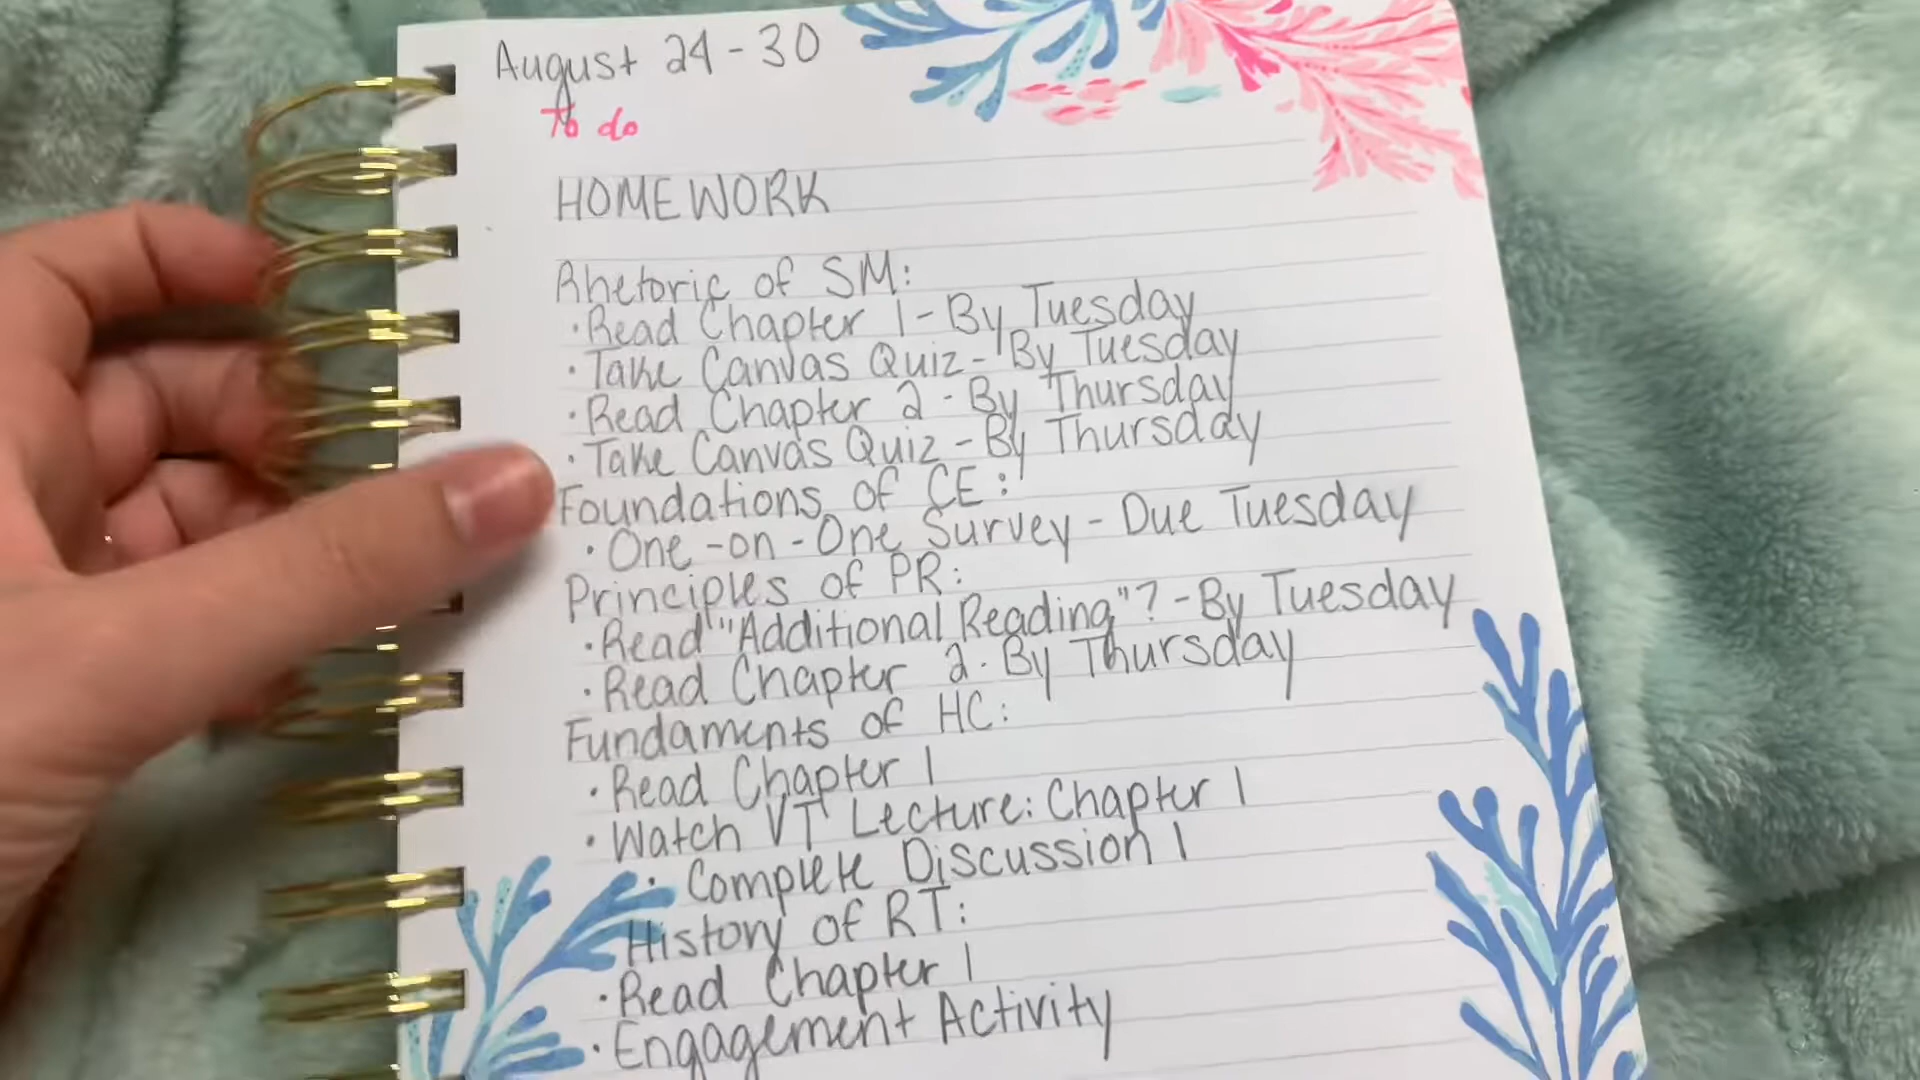 August 24-30
To do
HOMEWORK
Rhetoric of SM:
·Read Chapter 1-By Tuesday
·Take Canvas Quiz-By Tuesday
·Read Chapter 2-By Thursday
·Take Canvas Quiz-By Thursday
Foundations of CE:
·One-on-One Survey-Due Tuesday
Principles of PR:
·Read "Additional Reading"?-By Tuesday
·Read Chapter 2-By Thursday
Fundaments of HC:
·Read Chapter 1
·Watch VT Lecture: Chapter 1
·Complete Discussion 1
History of RT:
·Read Chapter 1
·Engagement Activity